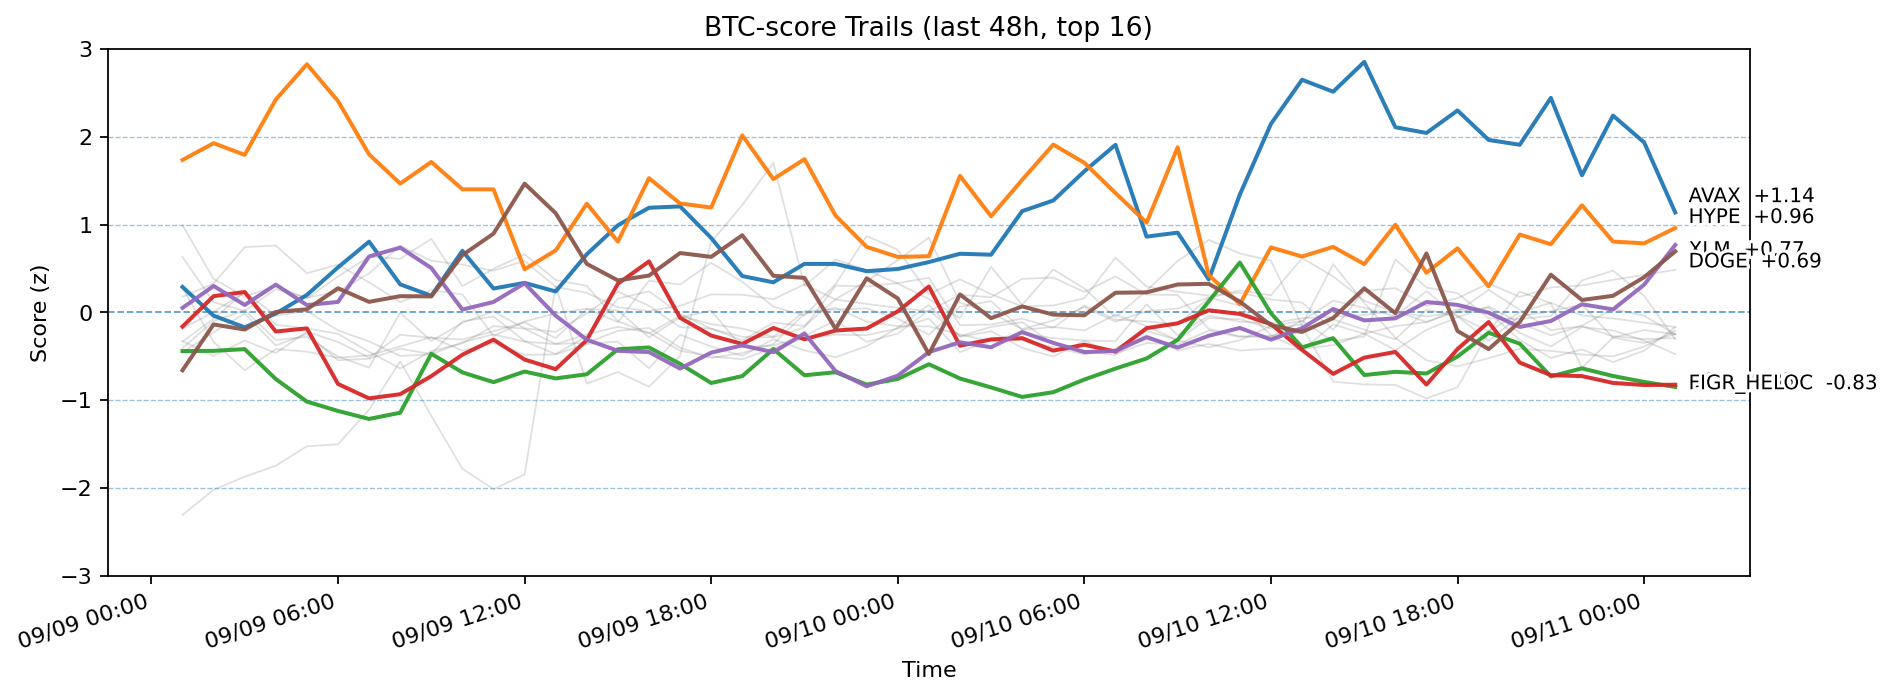 BTC-score Trails (last 48h, top 16)
Score (z)
3
2
1
0
−1
−2
−3
AVAX +1.14
HYPE +0.96
XLM +0.77
DOGE +0.69
FIGR_HELOC -0.83
09/09 00:00
09/09 06:00
09/09 12:00
09/09 18:00
09/10 00:00
09/10 06:00
09/10 12:00
09/10 18:00
09/11 00:00
Time